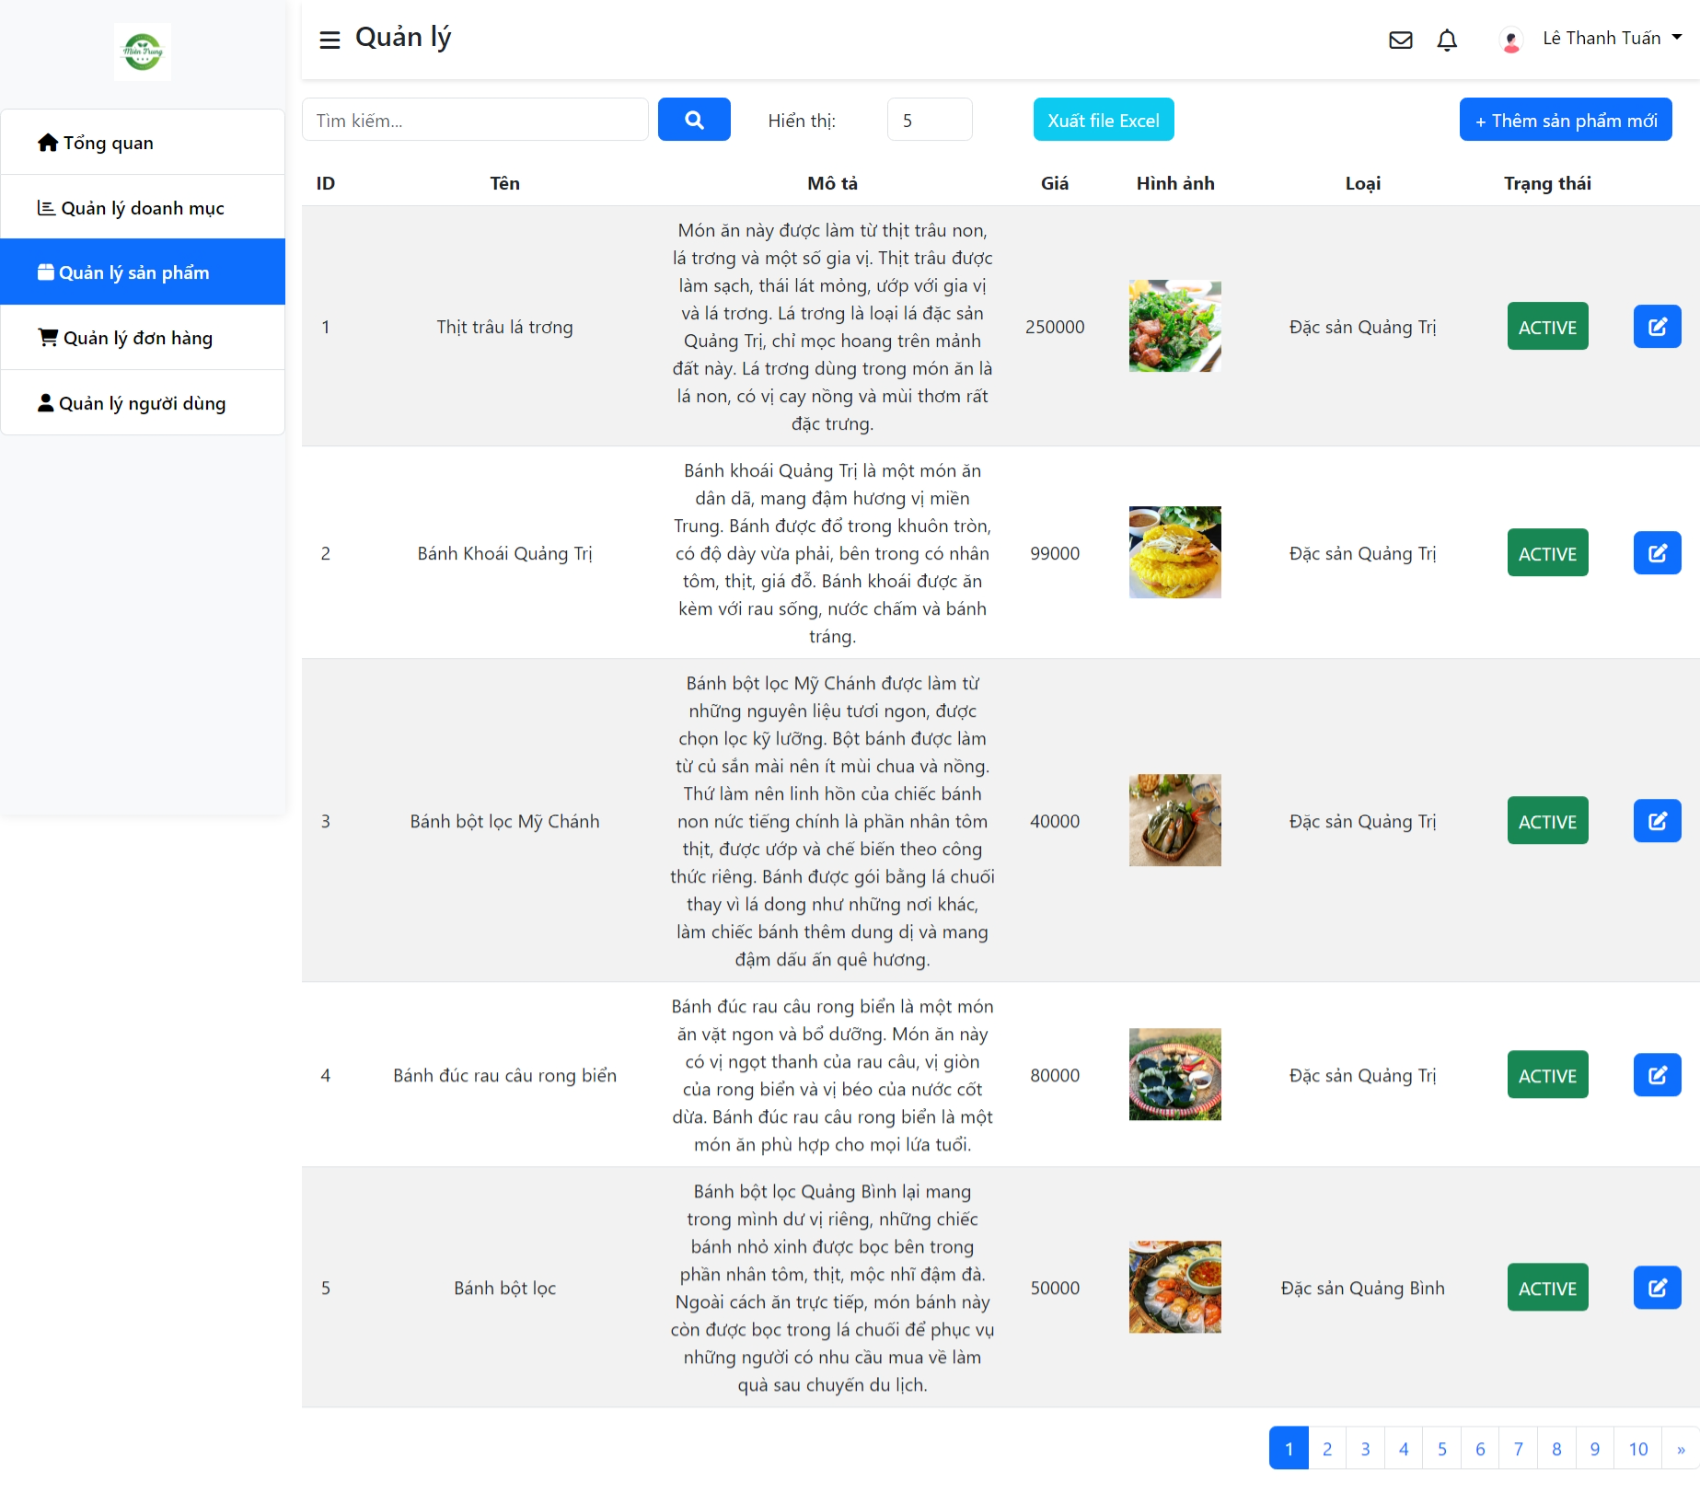 Miền Trung
Quản lý
Lê Thanh Tuấn
Tổng quan
Quản lý doanh mục
Quản lý sản phẩm
Quản lý đơn hàng
Quản lý người dùng
Tìm kiếm...
Hiển thị:
5
Xuất file Excel
+ Thêm sản phẩm mới
ID Tên Mô tả Giá Hình ảnh Loại Trạng thái
1
Thịt trâu lá trơng
Món ăn này được làm từ thịt trâu non,
lá trơng và một số gia vị. Thịt trâu được
làm sạch, thái lát mỏng, ướp với gia vị
và lá trơng. Lá trơng là loại lá đặc sản
Quảng Trị, chỉ mọc hoang trên mảnh
đất này. Lá trơng dùng trong món ăn là
lá non, có vị cay nồng và mùi thơm rất
đặc trưng.
250000
Đặc sản Quảng Trị
ACTIVE
2
Bánh Khoái Quảng Trị
Bánh khoái Quảng Trị là một món ăn
dân dã, mang đậm hương vị miền
Trung. Bánh được đổ trong khuôn tròn,
có độ dày vừa phải, bên trong có nhân
tôm, thịt, giá đỗ. Bánh khoái được ăn
kèm với rau sống, nước chấm và bánh
tráng.
99000
Đặc sản Quảng Trị
ACTIVE
3
Bánh bột lọc Mỹ Chánh
Bánh bột lọc Mỹ Chánh được làm từ
những nguyên liệu tươi ngon, được
chọn lọc kỹ lưỡng. Bột bánh được làm
từ củ sắn mài nên ít mùi chua và nồng.
Thứ làm nên linh hồn của chiếc bánh
non nức tiếng chính là phần nhân tôm
thịt, được ướp và chế biến theo công
thức riêng. Bánh được gói bằng lá chuối
thay vì lá dong như những nơi khác,
làm chiếc bánh thêm dung dị và mang
đậm dấu ấn quê hương.
40000
Đặc sản Quảng Trị
ACTIVE
4
Bánh đúc rau câu rong biển
Bánh đúc rau câu rong biển là một món
ăn vặt ngon và bổ dưỡng. Món ăn này
có vị ngọt thanh của rau câu, vị giòn
của rong biển và vị béo của nước cốt
dừa. Bánh đúc rau câu rong biển là một
món ăn phù hợp cho mọi lứa tuổi.
80000
Đặc sản Quảng Trị
ACTIVE
5
Bánh bột lọc
Bánh bột lọc Quảng Bình lại mang
trong mình dư vị riêng, những chiếc
bánh nhỏ xinh được bọc bên trong
phần nhân tôm, thịt, mộc nhĩ đậm đà.
Ngoài cách ăn trực tiếp, món bánh này
còn được bọc trong lá chuối để phục vụ
những người có nhu cầu mua về làm
quà sau chuyến du lịch.
50000
Đặc sản Quảng Bình
ACTIVE
1 2 3 4 5 6 7 8 9 10 »